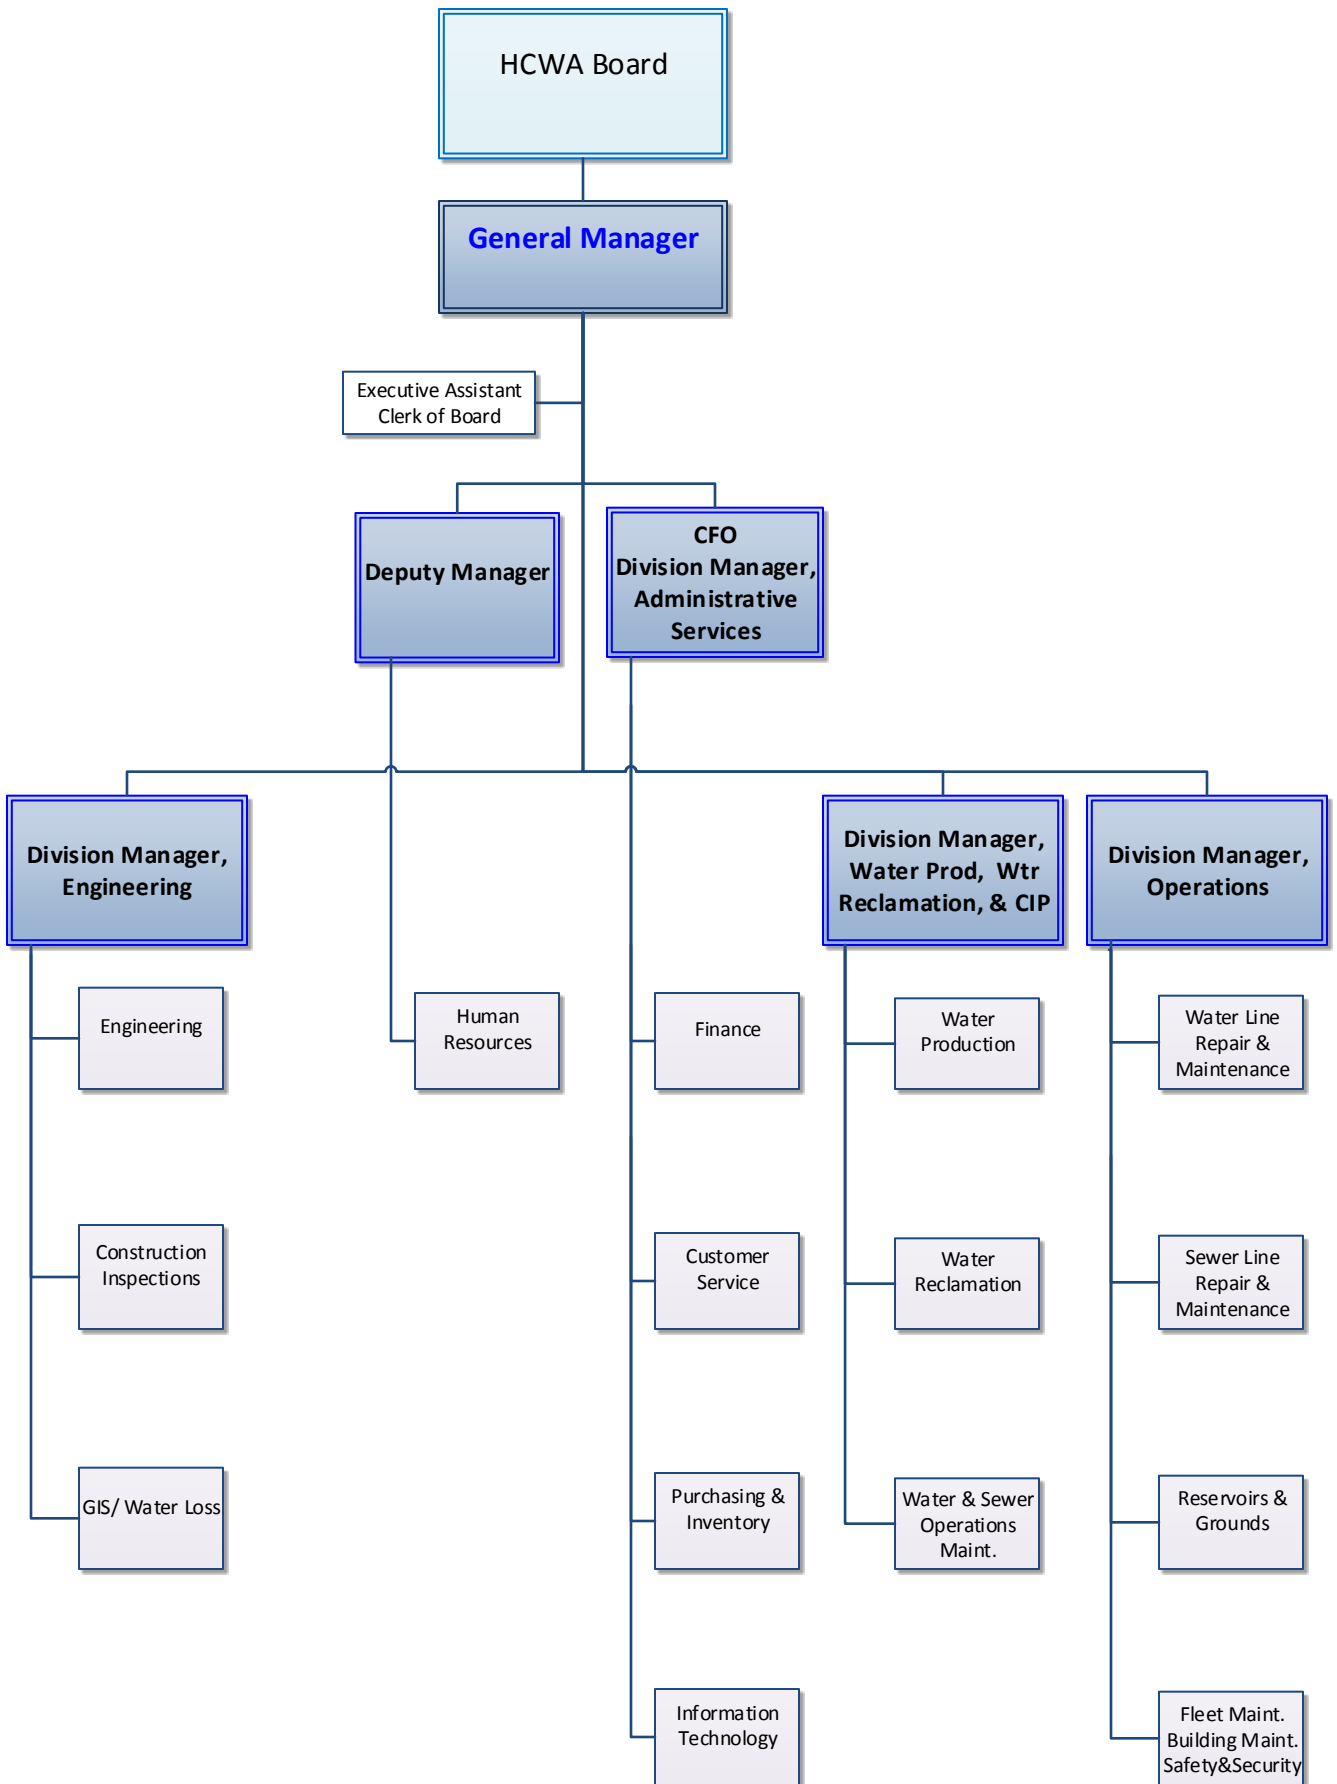 HCWA Board
General Manager
Executive Assistant
Clerk of Board
Deputy Manager
CFO
Division Manager,
Administrative
Services
Division Manager,
Engineering
Division Manager,
Water Prod, Wtr
Reclamation, & CIP
Division Manager,
Operations
Engineering
Human
Resources
Finance
Water
Production
Water Line
Repair &
Maintenance
Construction
Inspections
Customer
Service
Water
Reclamation
Sewer Line
Repair &
Maintenance
GIS/ Water Loss
Purchasing &
Inventory
Water & Sewer
Operations
Maint.
Reservoirs &
Grounds
Information
Technology
Fleet Maint.
Building Maint.
Safety&Security